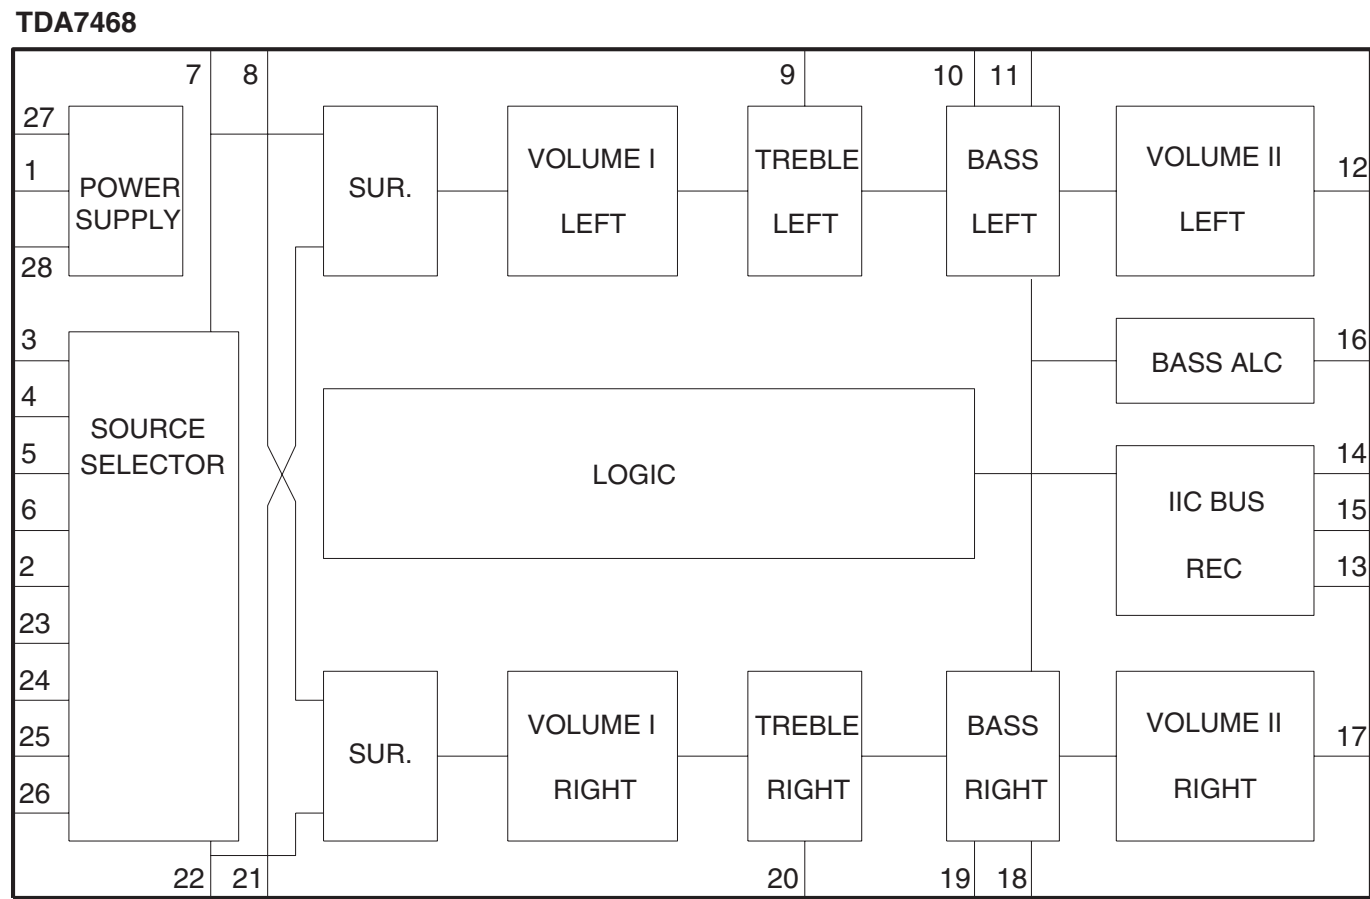 TDA7468
7 8 9 10 11
27
1
28
POWER
SUPPLY
SUR.
VOLUME I
LEFT
TREBLE
LEFT
BASS
LEFT
VOLUME II
LEFT
12
3
4
5
6
2
23
24
25
26
SOURCE
SELECTOR
LOGIC
BASS ALC
16
IIC BUS
REC
14
15
13
SUR.
VOLUME I
RIGHT
TREBLE
RIGHT
BASS
RIGHT
VOLUME II
RIGHT
17
22 21 20 19 18